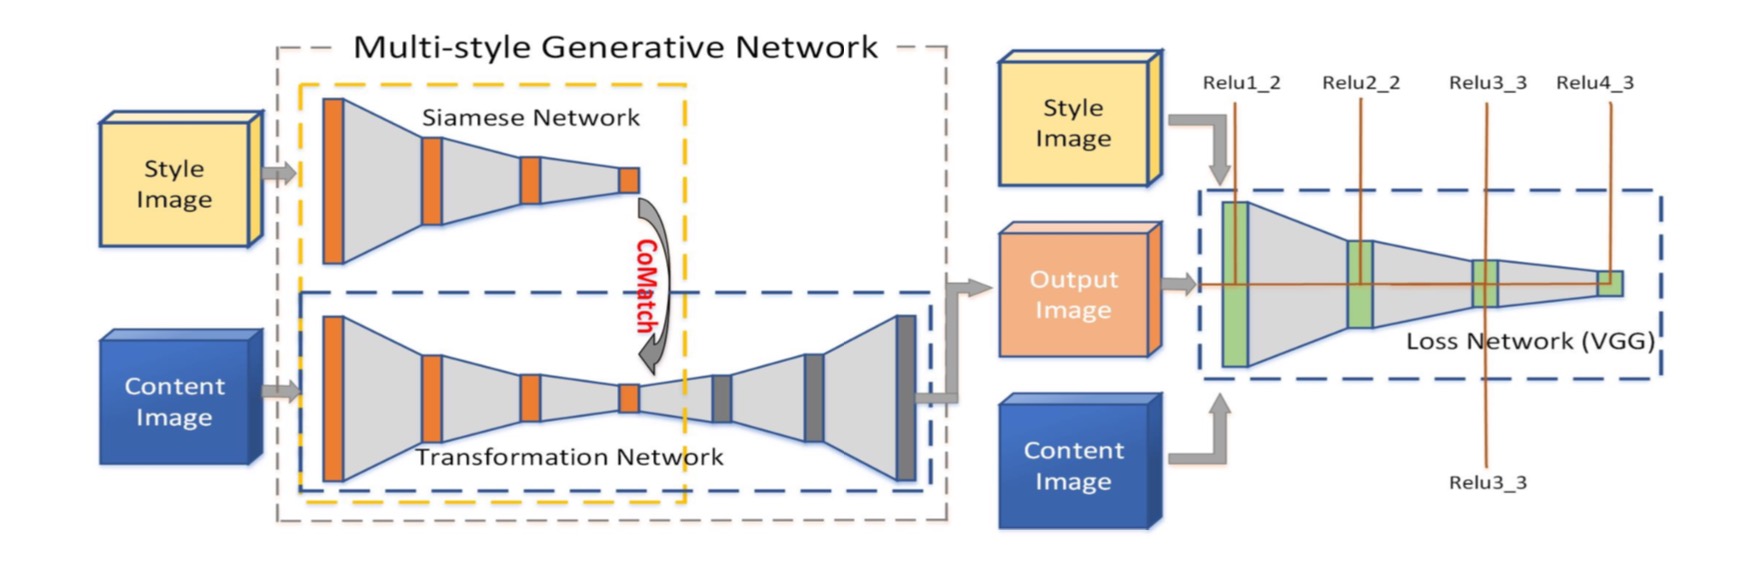 Multi-style Generative Network
Siamese Network
Style
Image
CoMatch
Content
Image
Transformation Network
Style
Image
Output
Image
Content
Image
Relu1_2
Relu2_2
Relu3_3
Relu4_3
Loss Network (VGG)
Relu3_3